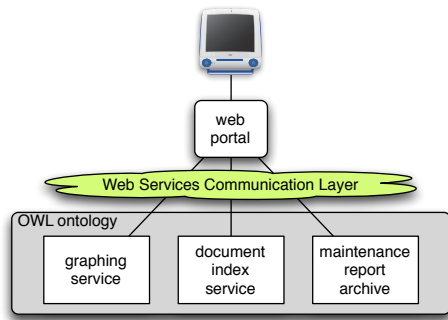 web
portal
Web Services Communication Layer
OWL ontology
graphing
service
document
index
service
maintenance
report
archive